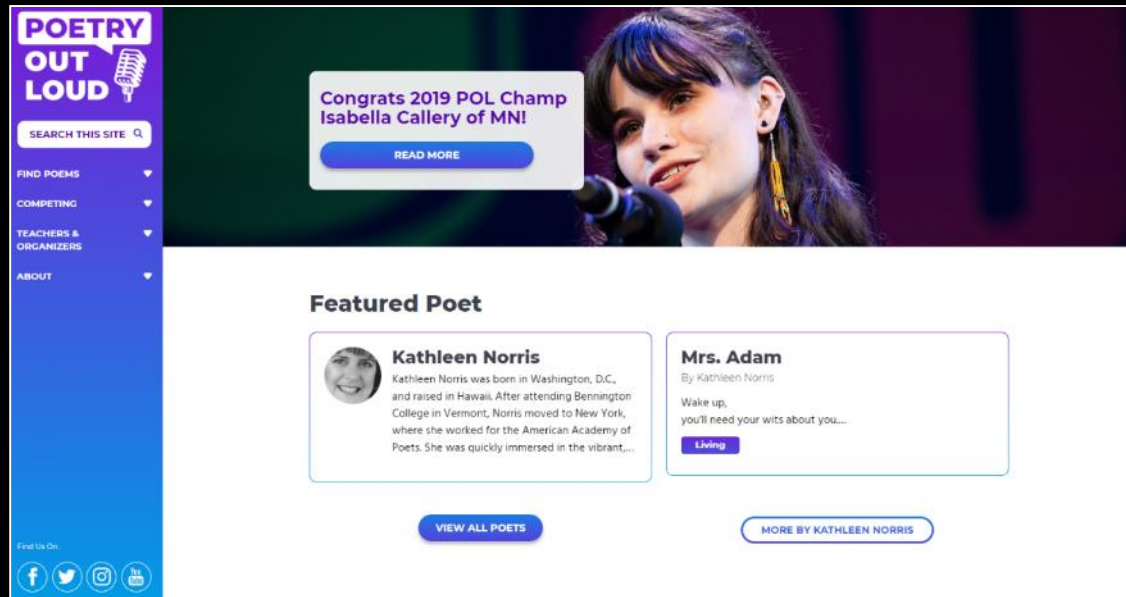 POETRY
OUT
LOUD
SEARCH THIS SITE
FIND POEMS
COMPETING
TEACHERS &
ORGANIZERS
ABOUT
Find Us On:
You
Tube
Congrats 2019 POL Champ
Isabella Callery of MN!
READ MORE
Featured Poet
Kathleen Norris
Kathleen Norris was born in Washington, D.C.,
and raised in Hawaii. After attending Bennington
College in Vermont, Norris moved to New York,
where she worked for the American Academy of
Poets. She was quickly immersed in the vibrant,...
VIEW ALL POETS
Mrs. Adam
By Kathleen Norris
Wake up,
you'll need your wits about you....
Living
MORE BY KATHLEEN NORRIS